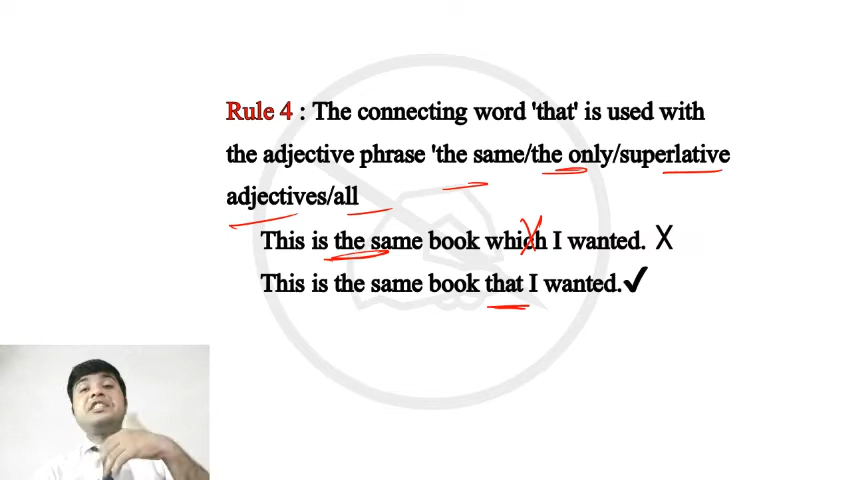 Rule 4 : The connecting word 'that' is used with
the adjective phrase 'the same/the only/superlative
adjectives/all
This is the same book which I wanted. X
This is the same book that I wanted.✔